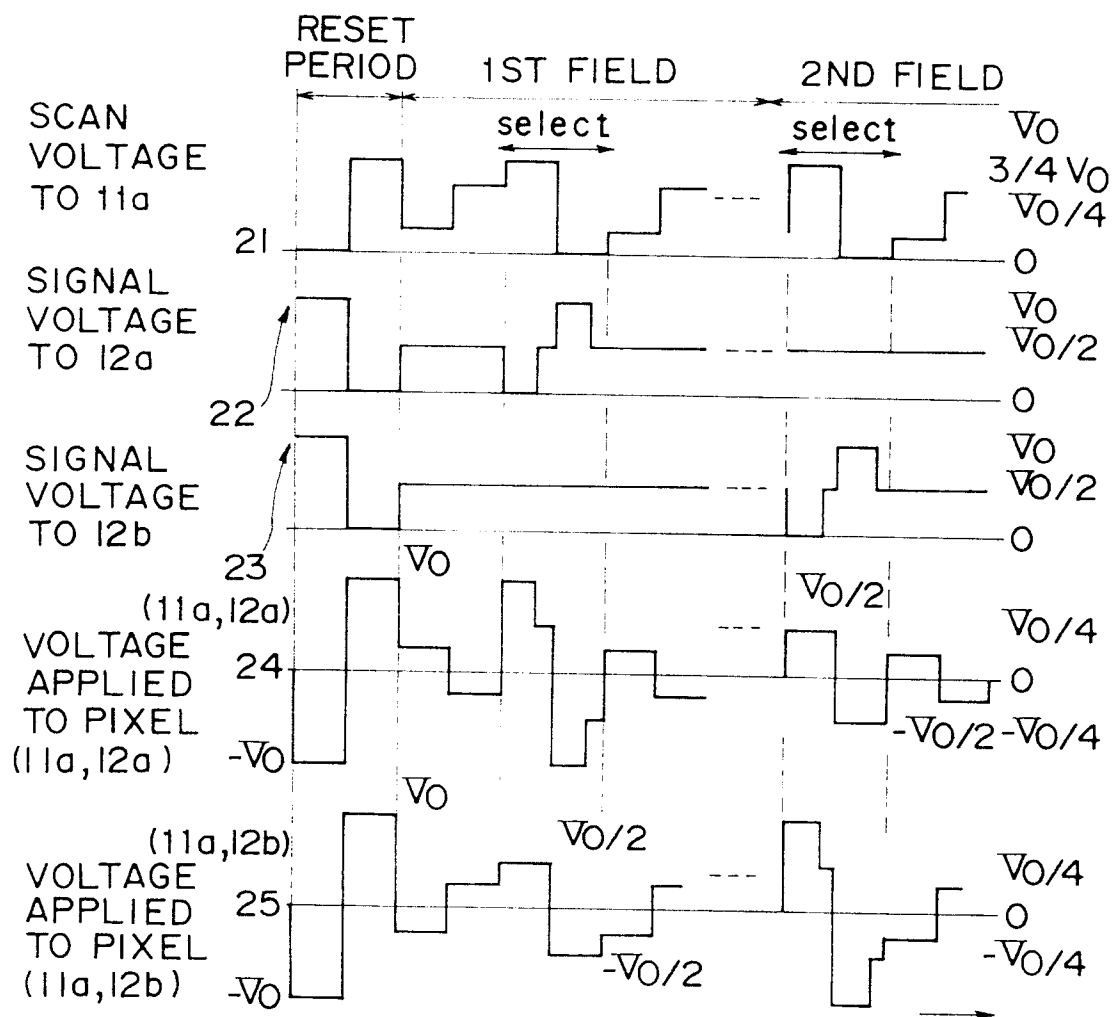 RESET
PERIOD
1ST FIELD
2ND FIELD
SCAN
VOLTAGE
TO 11a
select
select
V0
3/4 V0
V0/4
0
21
SIGNAL
VOLTAGE
TO 12a
V0
V0/2
0
22
SIGNAL
VOLTAGE
TO 12b
V0
V0/2
0
23
V0
(11a,12a)
VOLTAGE
APPLIED
TO PIXEL
(11a,12a)
24
-V0
V0/2
V0/4
0
-V0/2
-V0/4
V0
(11a,12b)
VOLTAGE
APPLIED
TO PIXEL
(11a,12b)
25
-V0
V0/2
-V0/2
V0/4
0
-V0/4